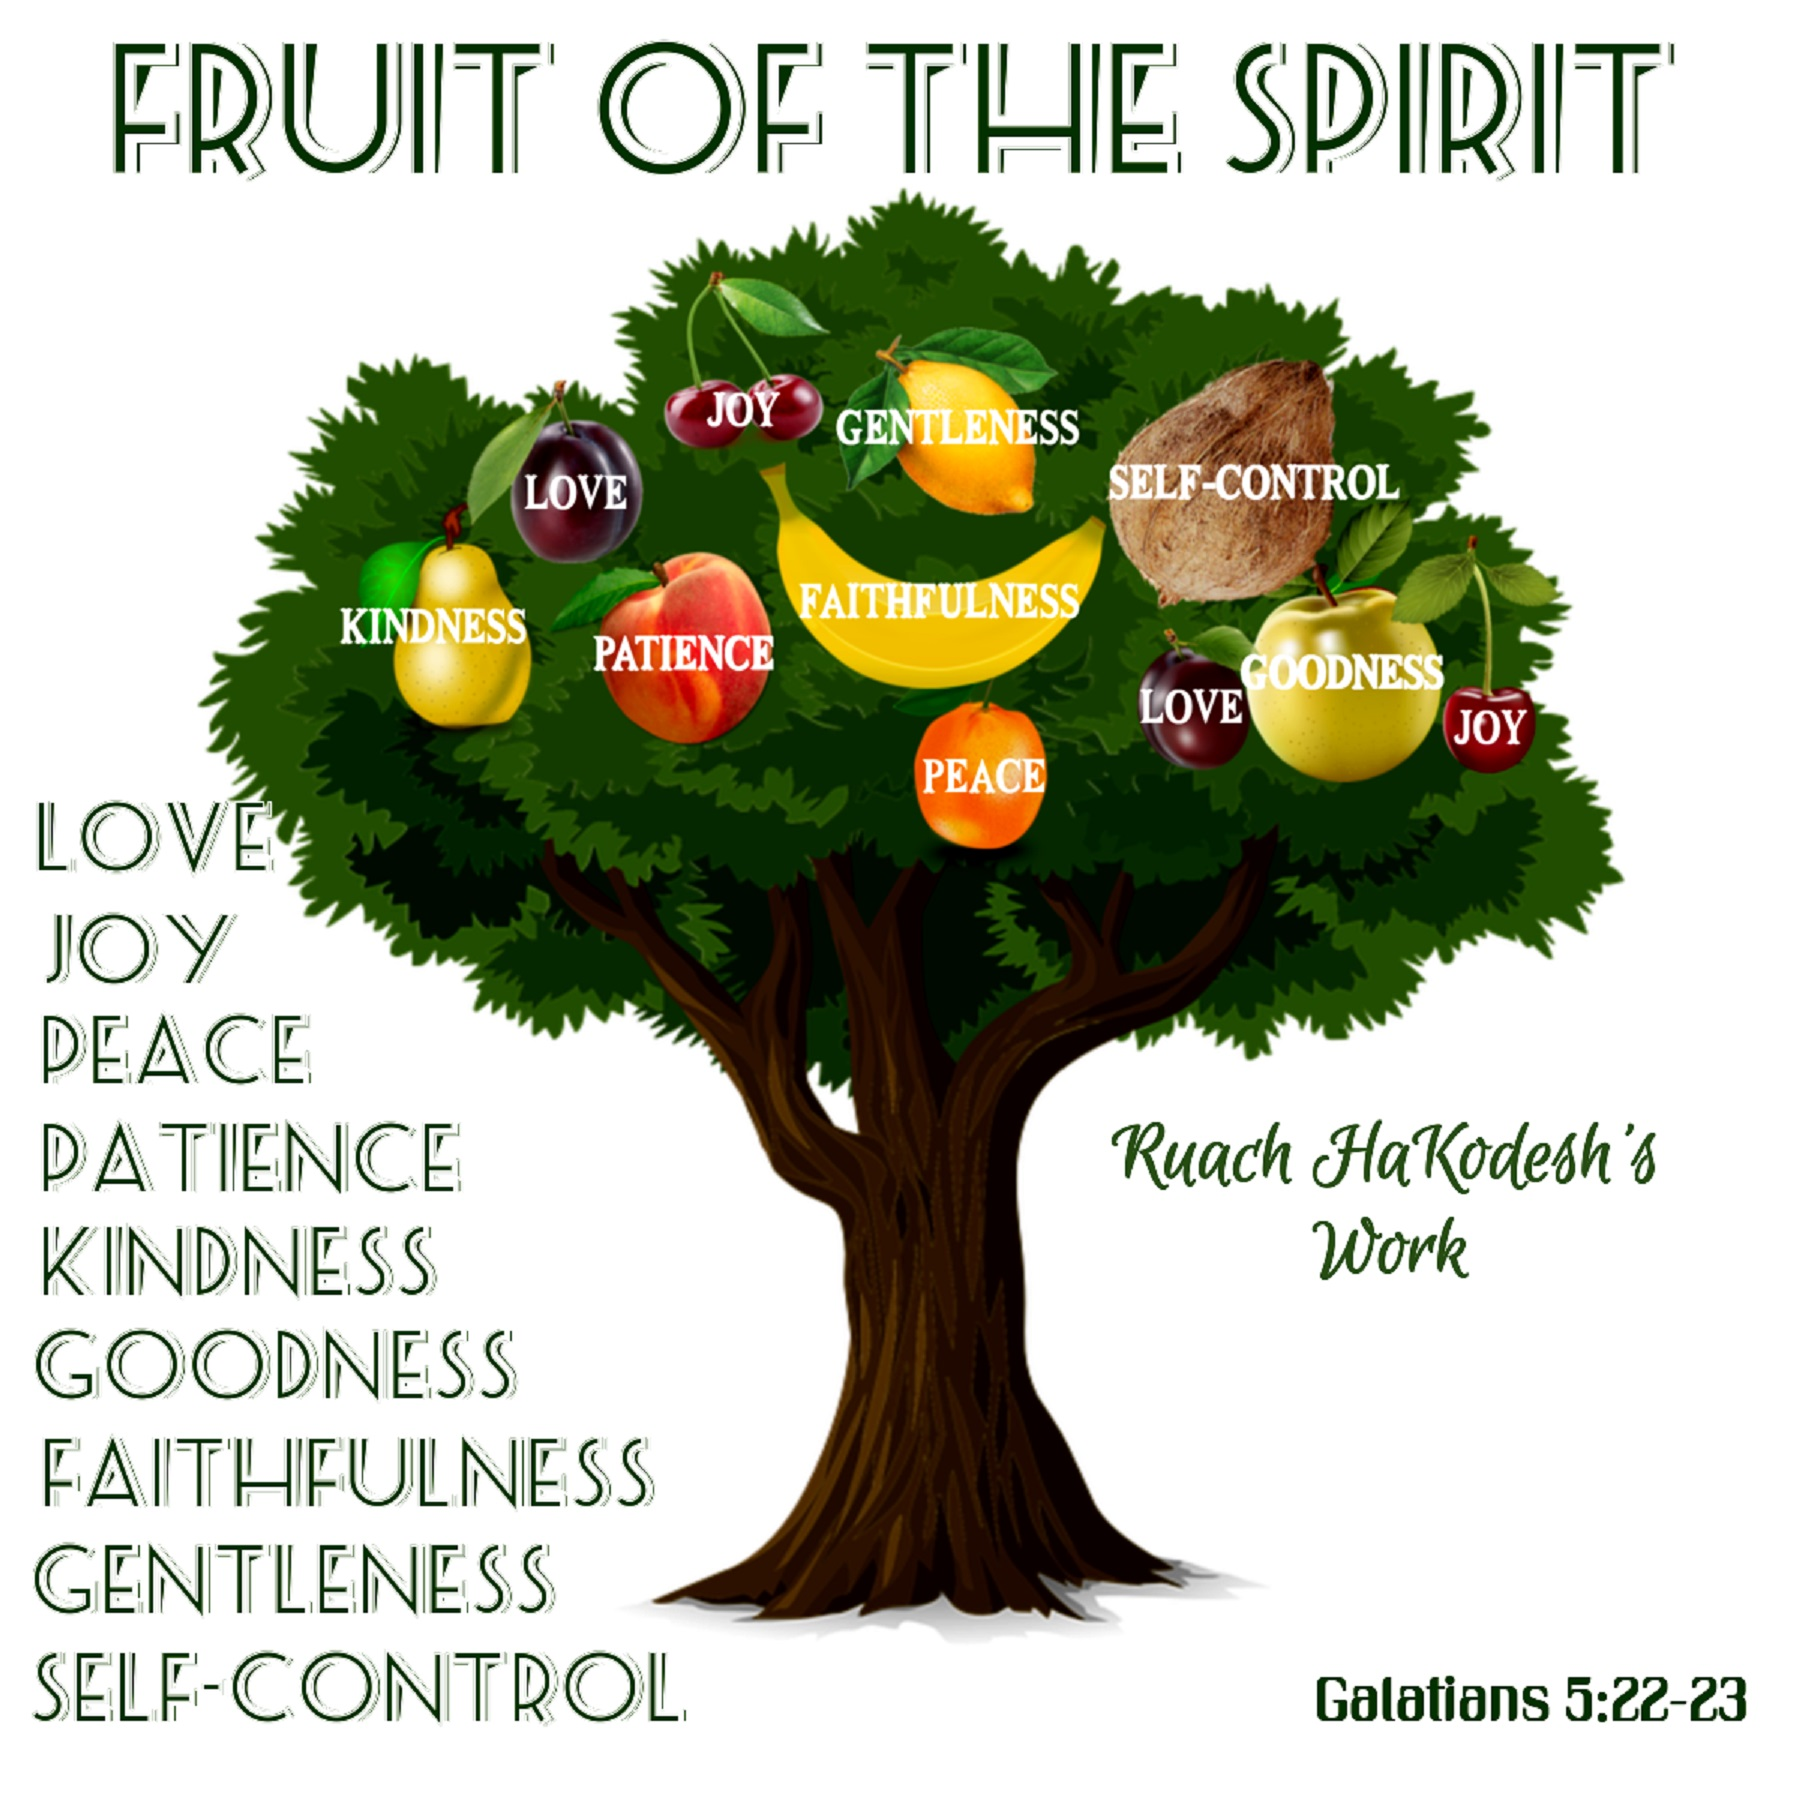 FRUIT OF THE SPIRIT
JOY
GENTLENESS
LOVE
SELF-CONTROL
KINDNESS
PATIENCE
FAITHFULNESS
LOVE
GOODNESS
JOY
PEACE
LOVE
JOY
PEACE
PATIENCE
KINDNESS
GOODNESS
FAITHFULNESS
GENTLENESS
SELF-CONTROL
Ruach HaKodesh's
Work
Galatians 5:22-23